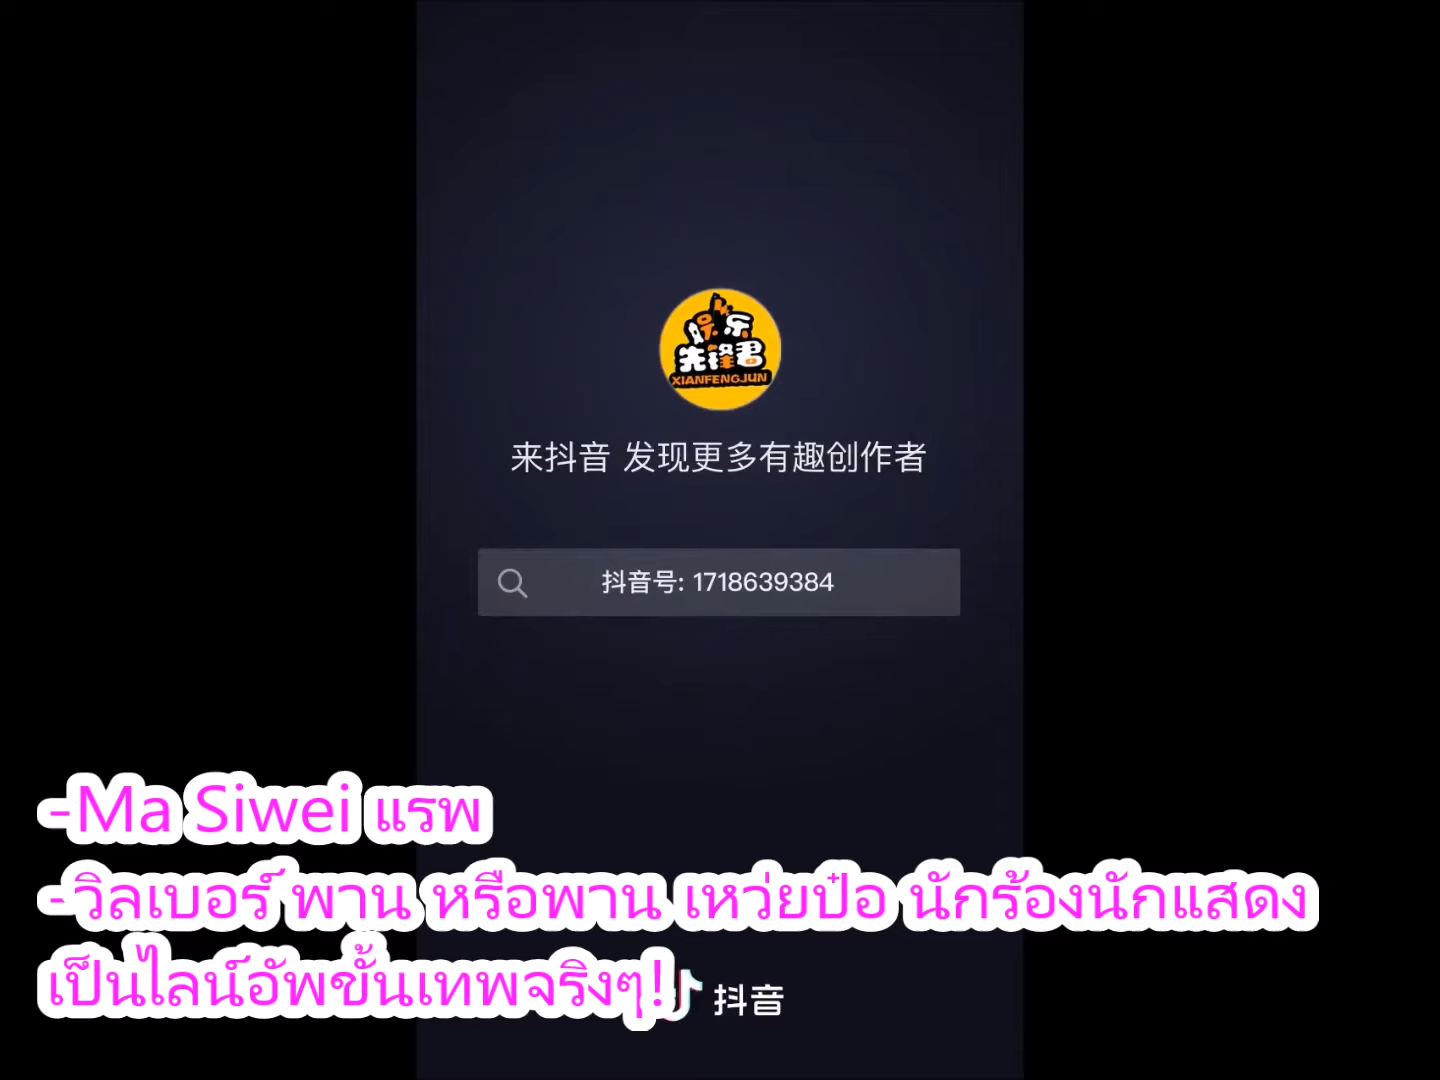 娱乐
先锋君
XIANFENGJUN
来抖音 发现更多有趣创作者
抖音号: 1718639384
-Ma Siwei แรพ
-วิลเบอร์ พาน หรือพาน เหว่ยป๋อ นักร้องนักแสดง
เป็นไลน์อัพขั้นเทพจริงๆ!
抖音